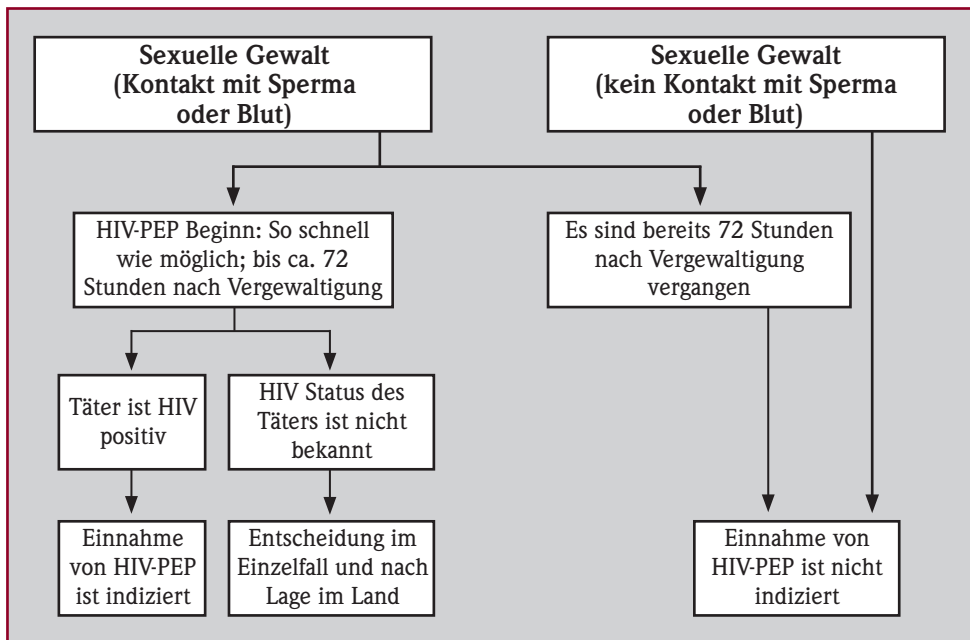 Sexuelle Gewalt
(Kontakt mit Sperma
oder Blut)
Sexuelle Gewalt
(kein Kontakt mit Sperma
oder Blut)
HIV-PEP Beginn: So schnell
wie möglich; bis ca. 72
Stunden nach Vergewaltigung
Es sind bereits 72 Stunden
nach Vergewaltigung
vergangen
Täter ist HIV
positiv
HIV Status des
Täters ist nicht
bekannt
Einnahme
von HIV-PEP
ist indiziert
Entscheidung im
Einzelfall und nach
Lage im Land
Einnahme von
HIV-PEP ist nicht
indiziert